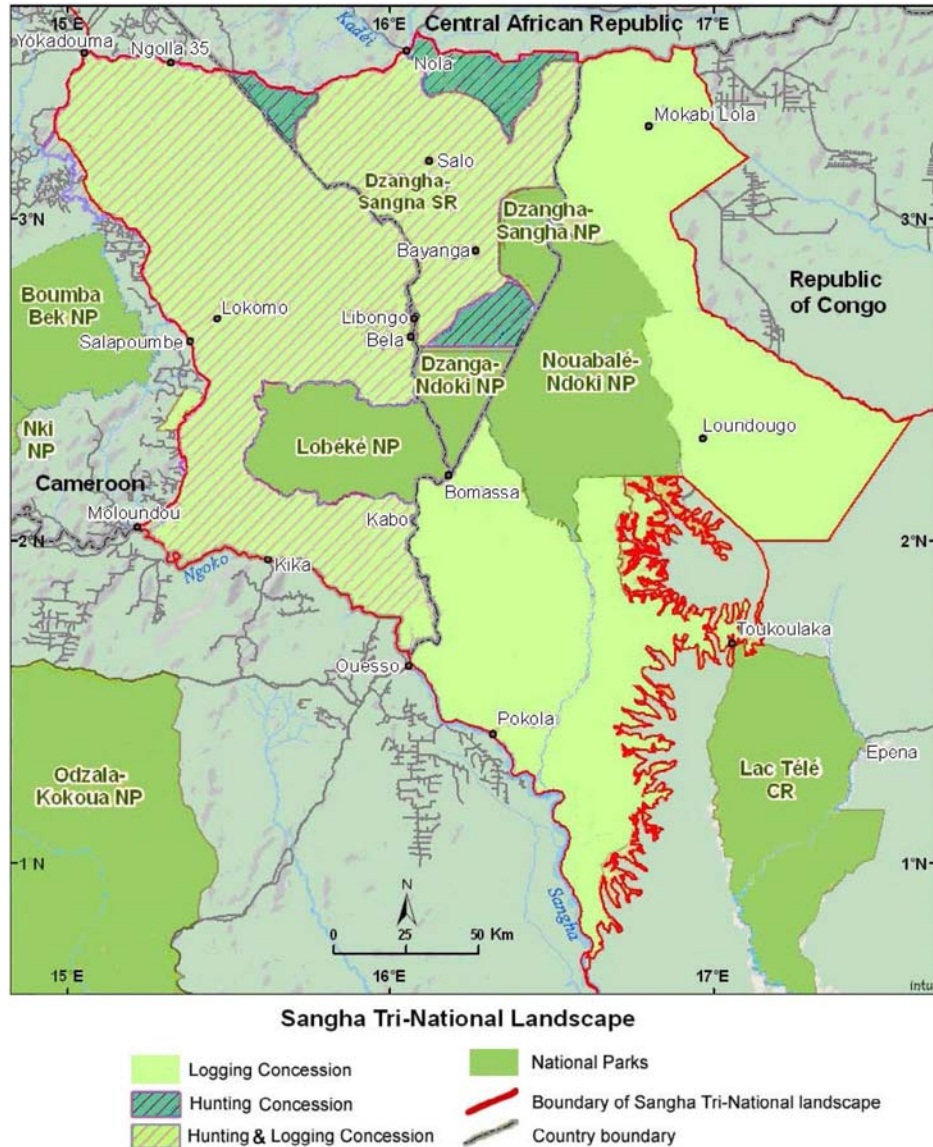 15°E
16°E
Central African Republic
17°E
Kadéï
Yokadouma
Ngolla 35
Nola
Mokabi Lola
Salo
Dzangha-
Sangna SR
Dzangha-
Sangha NP
3°N
3°N
Bayanga
Republic
of Congo
Boumba
Bek NP
Lokomo
Libongo
Salapoumbe
Bela
Dzanga-
Ndoki NP
Nouabalé-
Ndoki NP
Nki
NP
Lobéké NP
Loundougo
Cameroon
Bomassa
Moloundou
Kabo
2°N
2°N
Ngoko
Kika
Toukoulaka
Ouesso
Pokola
Odzala-
Kokoua NP
Lac Télé
CR
Epena
1°N
1°N
N
Sangha
0 25 50 Km
15°E
16°E
17°E
intu
Sangha Tri-National Landscape
Logging Concession
National Parks
Hunting Concession
Boundary of Sangha Tri-National landscape
Hunting & Logging Concession
Country boundary